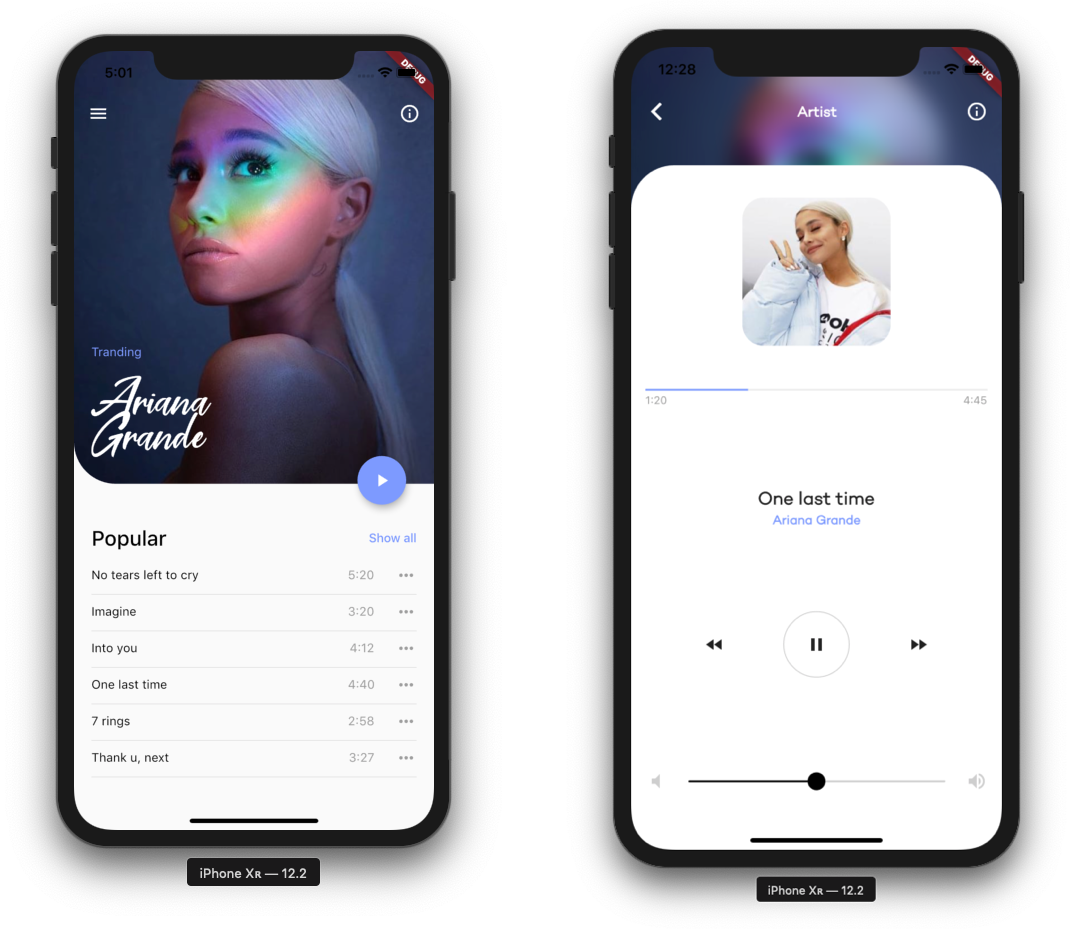 5:01
DEBUG
Tranding
Ariana
Grande
Popular
Show all
No tears left to cry
5:20
Imagine
3:20
Into you
4:12
One last time
4:40
7 rings
2:58
Thank u, next
3:27
iPhone Xʀ — 12.2
12:28
DEBUG
Artist
1:20
4:45
One last time
Ariana Grande
iPhone Xʀ — 12.2